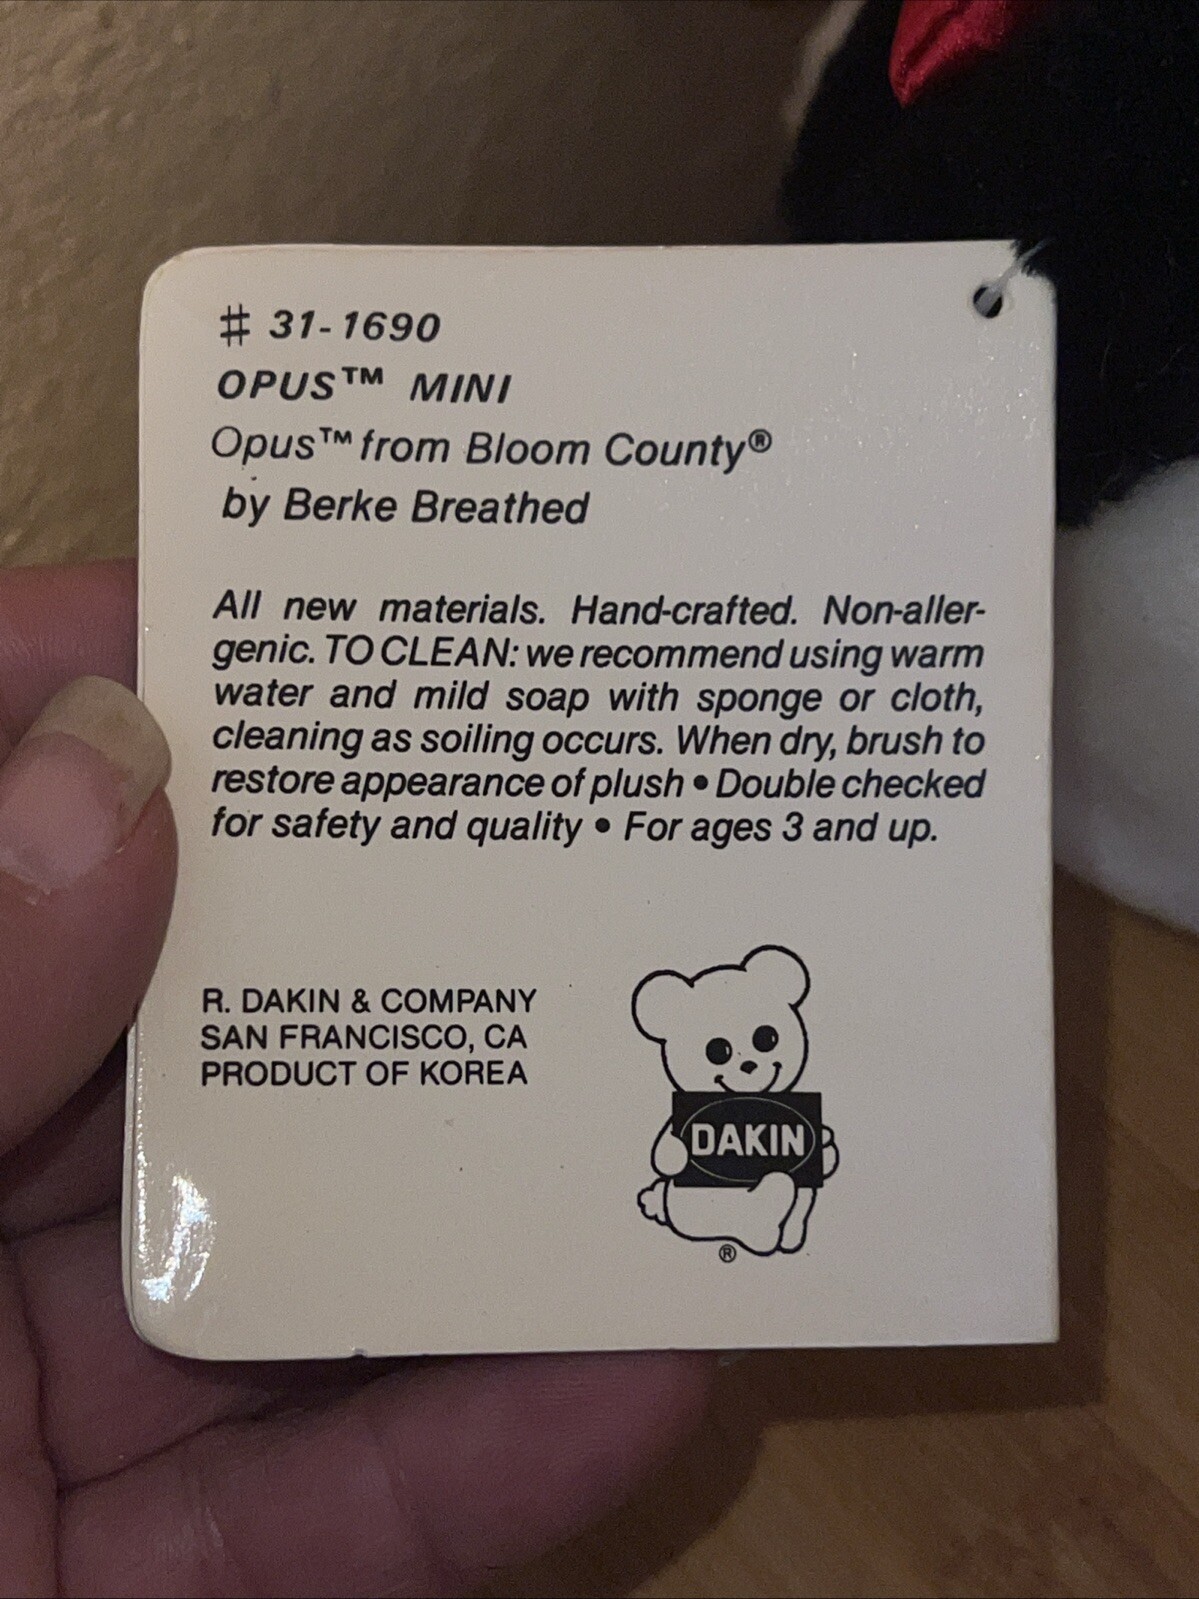 # 31-1690
OPUS™ MINI
Opus™ from Bloom County®
by Berke Breathed
All new materials. Hand-crafted. Non-aller-
genic. TO CLEAN: we recommend using warm
water and mild soap with sponge or cloth,
cleaning as soiling occurs. When dry, brush to
restore appearance of plush • Double checked
for safety and quality • For ages 3 and up.
R. DAKIN & COMPANY
SAN FRANCISCO, CA
PRODUCT OF KOREA
DAKIN
®